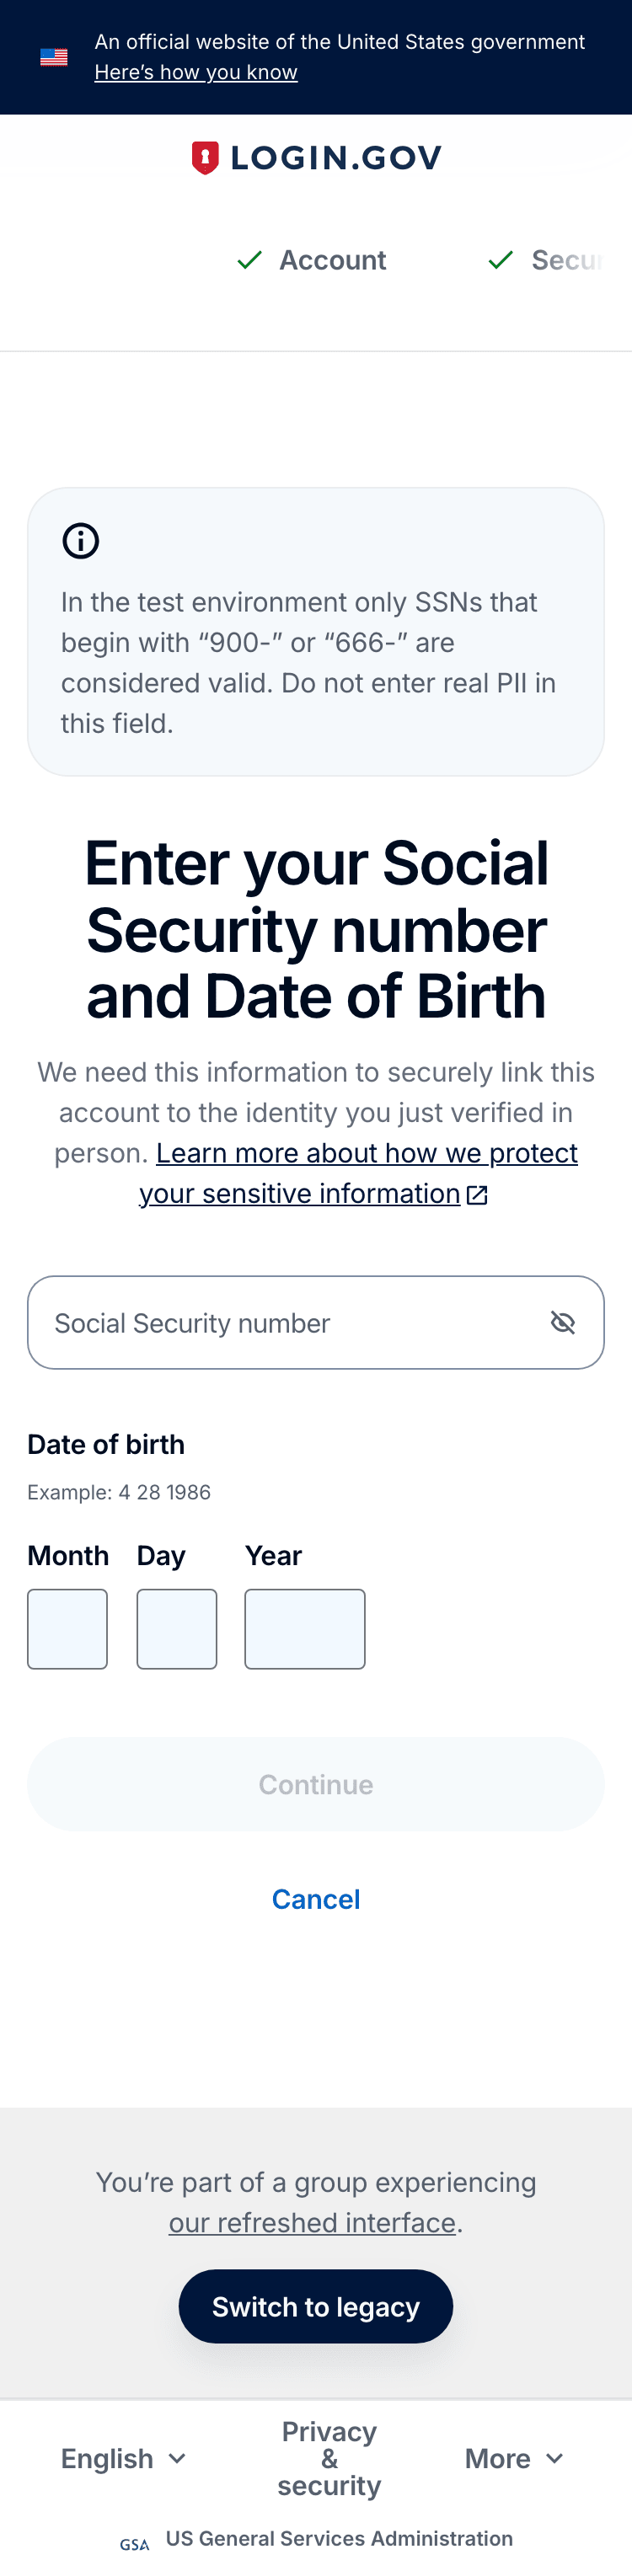 An official website of the United States government
Here’s how you know
LOGIN.GOV
Account
Secur
In the test environment only SSNs that
begin with “900-” or “666-” are
considered valid. Do not enter real PII in
this field.
Enter your Social
Security number
and Date of Birth
We need this information to securely link this
account to the identity you just verified in
person. Learn more about how we protect
your sensitive information
Social Security number
Date of birth
Example: 4 28 1986
Month Day Year
Continue
Cancel
You’re part of a group experiencing
our refreshed interface.
Switch to legacy
English
Privacy
&
security
More
GSA US General Services Administration